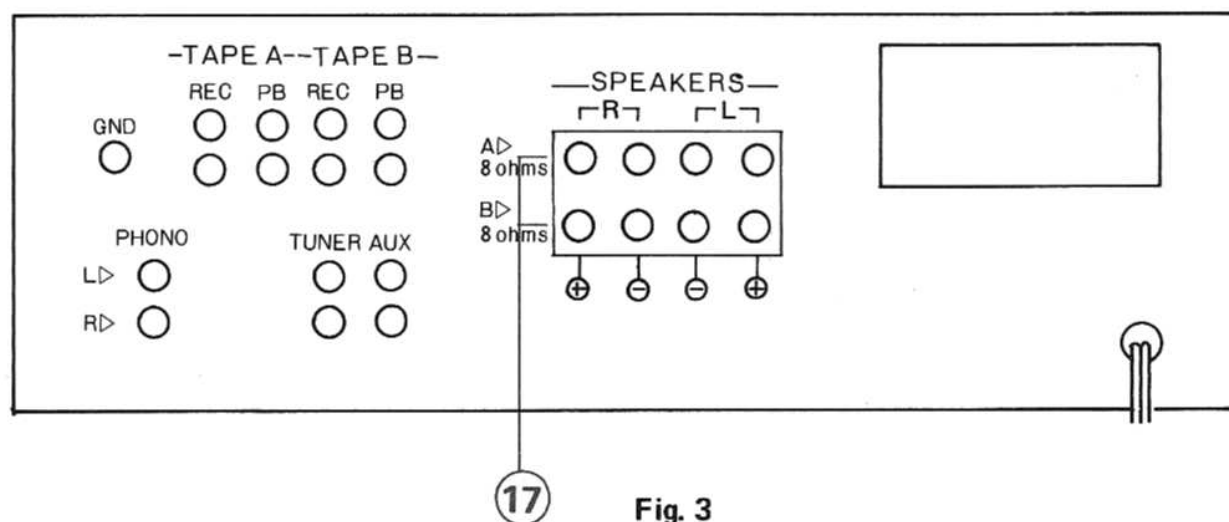 -TAPE A--TAPE B-
REC PB REC PB
GND
PHONO
L▷
R▷
TUNER AUX
SPEAKERS
R L
A▷
8 ohms
B▷
8 ohms
+ - - +
17
Fig. 3